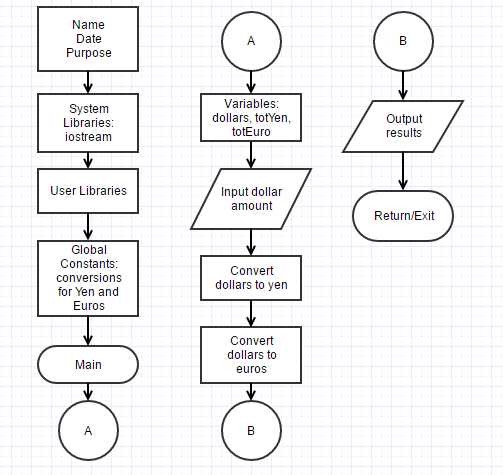 Name
Date
Purpose
System
Libraries:
iostream
User Libraries
Global
Constants:
conversions
for Yen and
Euros
Main
A
A
Variables:
dollars, totYen,
totEuro
Input dollar
amount
Convert
dollars to yen
Convert
dollars to
euros
B
B
Output
results
Return/Exit